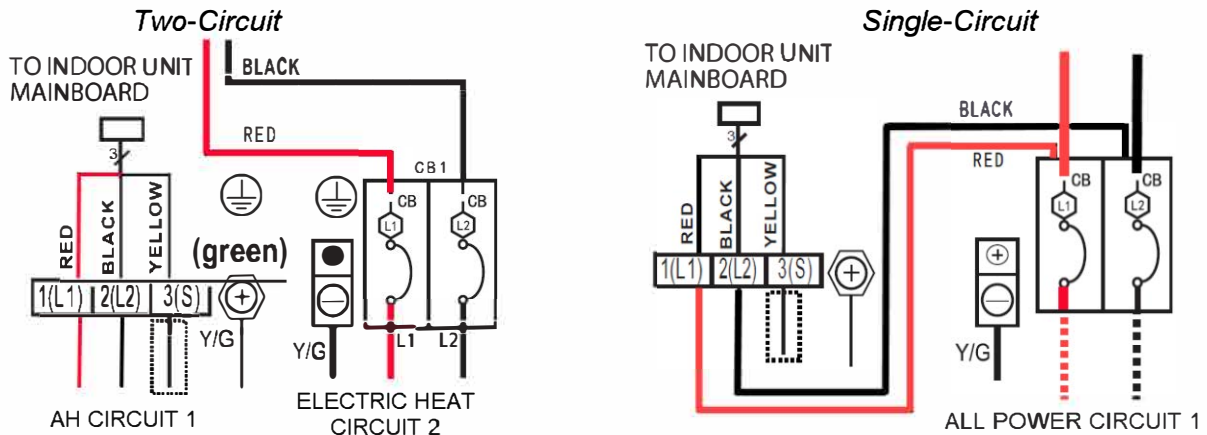 Two-Circuit
TO INDOOR UNIT
MAINBOARD
BLACK
RED
3
CB1
CB
L1
L2
RED
BLACK
YELLOW
(green)
1(L1)
2(L2)
3(S)
Y/G
Y/G
L1
L2
AH CIRCUIT 1
ELECTRIC HEAT
CIRCUIT 2
Single-Circuit
TO INDOOR UNIT
MAINBOARD
BLACK
RED
3
CB
CB
L1
L2
RED
BLACK
YELLOW
1(L1)
2(L2)
3(S)
Y/G
ALL POWER CIRCUIT 1
CB